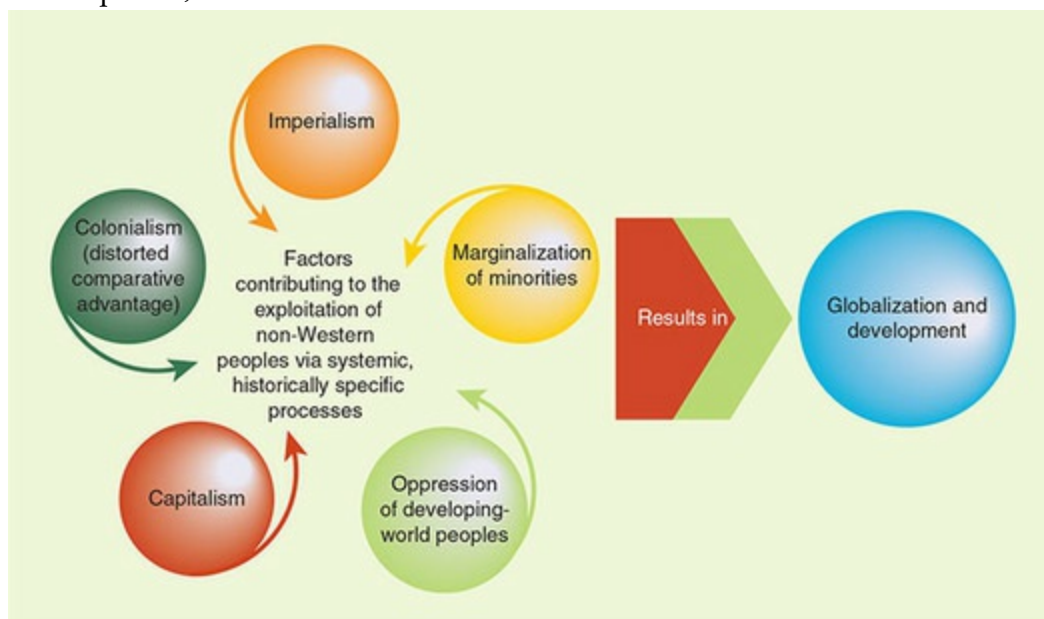 Imperialism
Colonialism
(distorted
comparative
advantage)
Factors
contributing to the
exploitation of
non-Western
peoples via systemic,
historically specific
processes
Marginalization
of minorities
Capitalism
Oppression
of developing-
world peoples
Results in
Globalization and
development